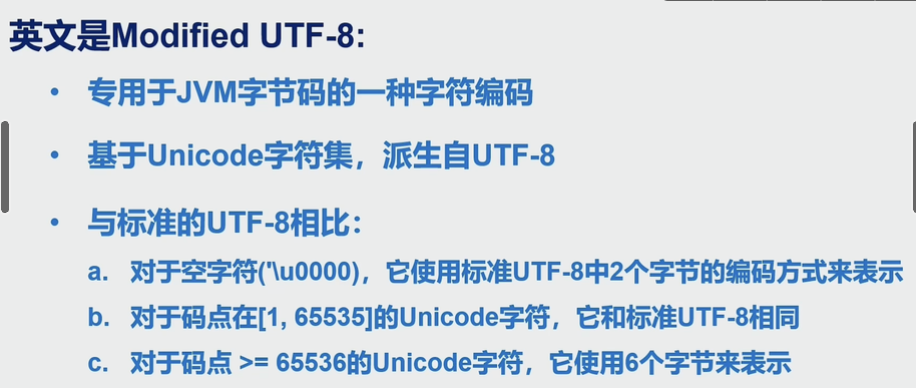 英文是Modified UTF-8:
• 专用于JVM字节码的一种字符编码
• 基于Unicode字符集，派生自UTF-8
• 与标准的UTF-8相比：
a. 对于空字符('\u0000)，它使用标准UTF-8中2个字节的编码方式来表示
b. 对于码点在[1, 65535]的Unicode字符，它和标准UTF-8相同
c. 对于码点 >= 65536的Unicode字符，它使用6个字节来表示